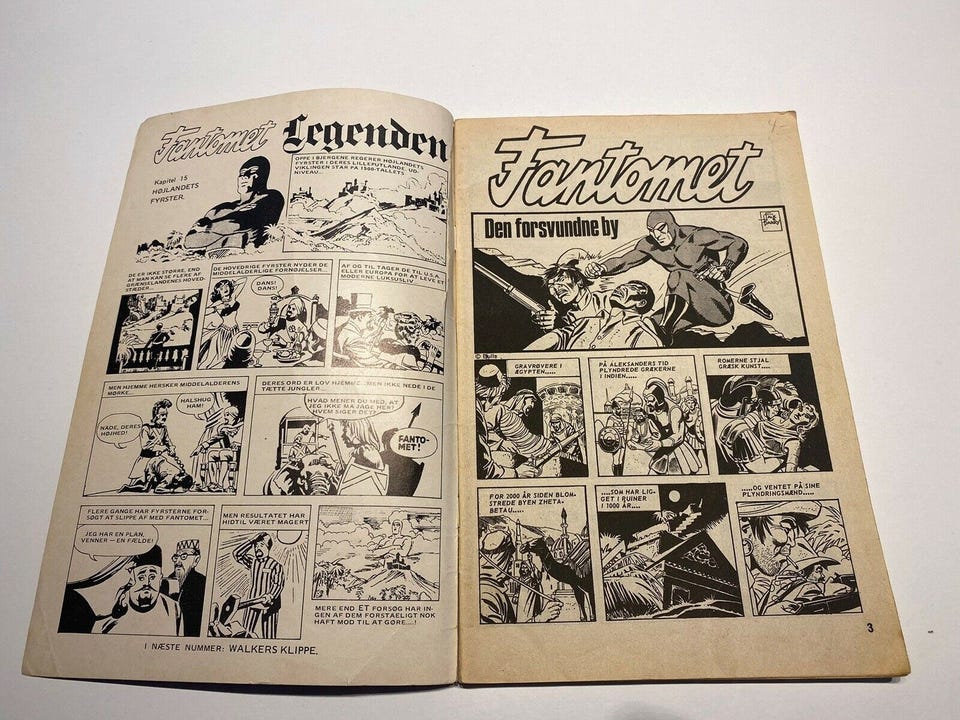 Fantomet Legenden
Kapitel 15
HØJLANDETS
FYRSTER.
OPPE I BJERGENE REGERER HØJLANDETS
FYRSTER I DERES LILLEPUTLANDE. UD-
VIKLINGEN STÅR PÅ 1500-TALLETS
NIVEAU...
DE ER IKKE STØRRE, END
AT MAN KAN SE FLERE AF
GRÆNSELANDENES HOVED-
STÆDER...
DE HOVEDRIGE FYRSTER NYDER DE
MIDDELALDERLIGE FORNØJELSER...
DANS!
DANS!
AF OG TIL TAGER DE TIL U.S.A.
ELLER EUROPA FOR AT LEVE ET
MODERNE LUKSUSLIV
MEN HJEMME HERSKER MIDDELALDERENS
MØRKE..
NÅDE, DERES
HØJHED!
HALSHUG
HAM!
DERES ORD ER LOV HJEMME...MEN IKKE NEDE I DE
TÆTTE JUNGLER...
HVAD MENER DU MED, AT
JEG IKKE MÅ JAGE HER?
HVEM SIGER DET?
FANTO-
MET!
FLERE GANGE HAR FYRSTERNE FOR-
SØGT AT SLIPPE AF MED FANTOMET...
JEG HAR EN PLAN,
VENNER — EN FÆLDE!
MEN RESULTATET HAR
HIDTIL VÆRET MAGERT
MERE END ET FORSØG HAR IN-
GEN AF DEM FORSTÅELIGT NOK
HAFT MOD TIL AT GØRE....!
I NÆSTE NUMMER: WALKERS KLIPPE.
Fantomet
Den forsvundne by
© Bulls
GRAVRØVERE I
ÆGYPTEN.....
PÅ ALEKSANDERS TID
PLYNDREDE GRÆKERNE
I INDIEN.....
ROMERNE STJAL
GRÆSK KUNST....
FOR 2000 ÅR SIDEN BLOM-
STREDE BYEN ZHETA-
BETAU...
....SOM HAR LIG-
GET I RUINER
I 1000 ÅR....
.....OG VENTET PÅ SINE
PLYNDRINGSMÆND.....
3